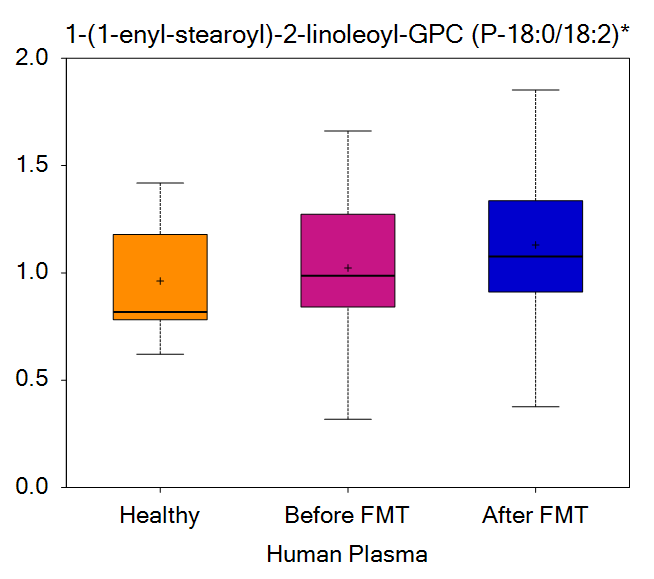 1-(1-enyl-stearoyl)-2-linoleoyl-GPC (P-18:0/18:2)*
2.0
1.5
1.0
0.5
0.0
Healthy Before FMT After FMT
Human Plasma